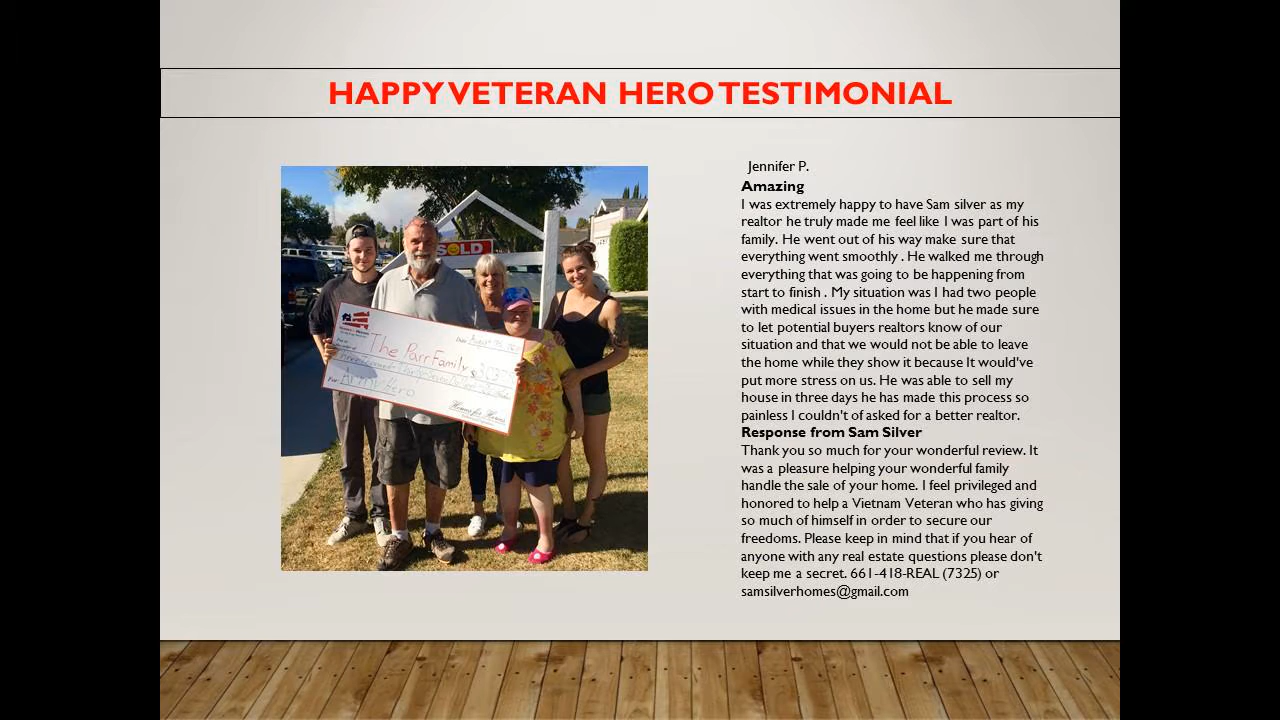 HAPPY VETERAN HERO TESTIMONIAL
SOLD
The Parr Family
Army Hero
Homes for Heroes
Jennifer P.
Amazing
I was extremely happy to have Sam silver as my
realtor he truly made me feel like I was part of his
family. He went out of his way make sure that
everything went smoothly . He walked me through
everything that was going to be happening from
start to finish . My situation was I had two people
with medical issues in the home but he made sure
to let potential buyers realtors know of our
situation and that we would not be able to leave
the home while they show it because It would've
put more stress on us. He was able to sell my
house in three days he has made this process so
painless I couldn't of asked for a better realtor.
Response from Sam Silver
Thank you so much for your wonderful review. It
was a pleasure helping your wonderful family
handle the sale of your home. I feel privileged and
honored to help a Vietnam Veteran who has giving
so much of himself in order to secure our
freedoms. Please keep in mind that if you hear of
anyone with any real estate questions please don't
keep me a secret. 661-418-REAL (7325) or
samsilverhomes@gmail.com